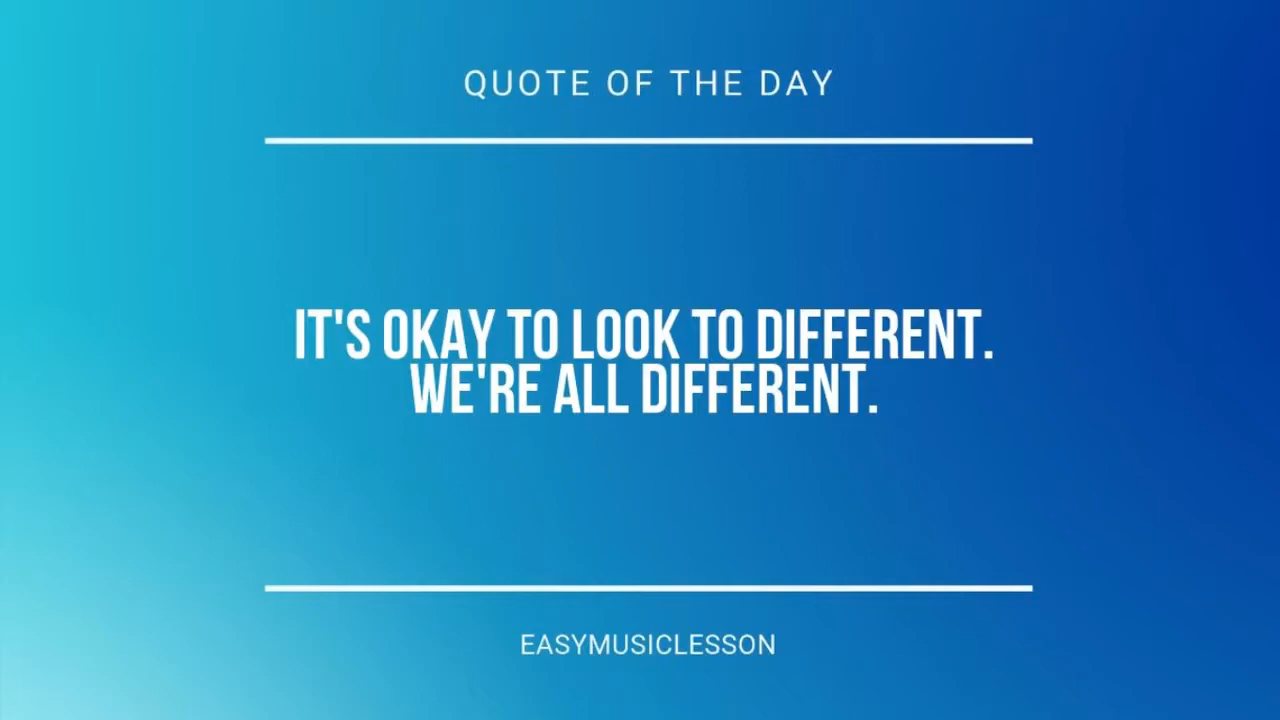 QUOTE OF THE DAY
IT'S OKAY TO LOOK TO DIFFERENT.
WE'RE ALL DIFFERENT.
EASYMUSICLESSON